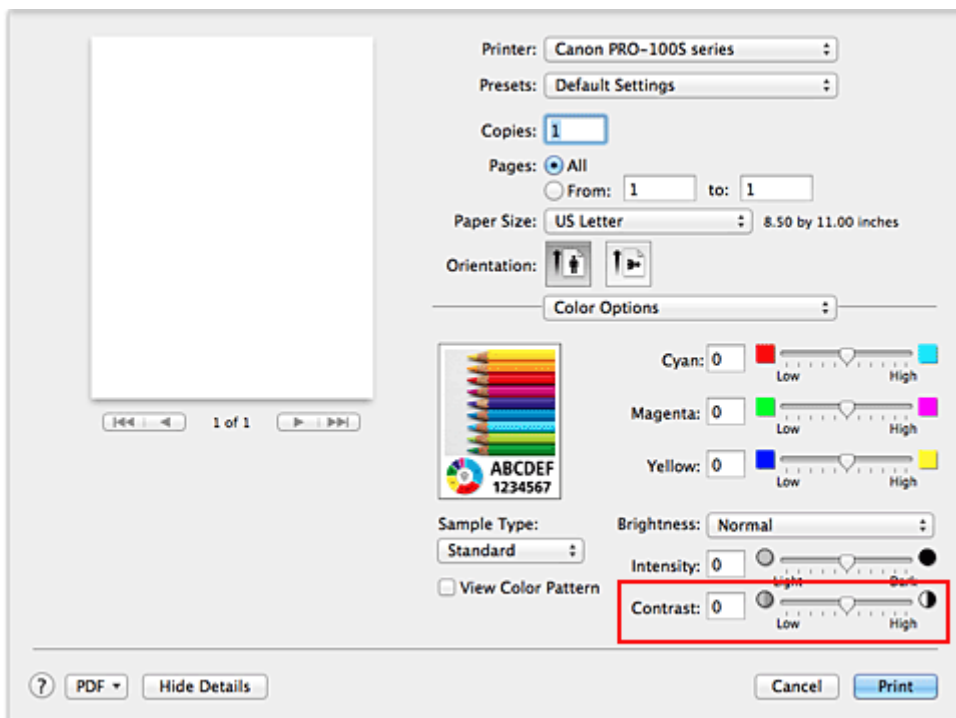 Printer: Canon PRO-100S series
Presets: Default Settings
Copies: 1
Pages: All
From: 1 to: 1
Paper Size: US Letter 8.50 by 11.00 inches
Orientation:
Color Options
1 of 1
ABCDEF
1234567
Sample Type:
Standard
View Color Pattern
Cyan: 0
Low High
Magenta: 0
Low High
Yellow: 0
Low High
Brightness: Normal
Intensity: 0
Light Dark
Contrast: 0
Low High
? PDF Hide Details Cancel Print